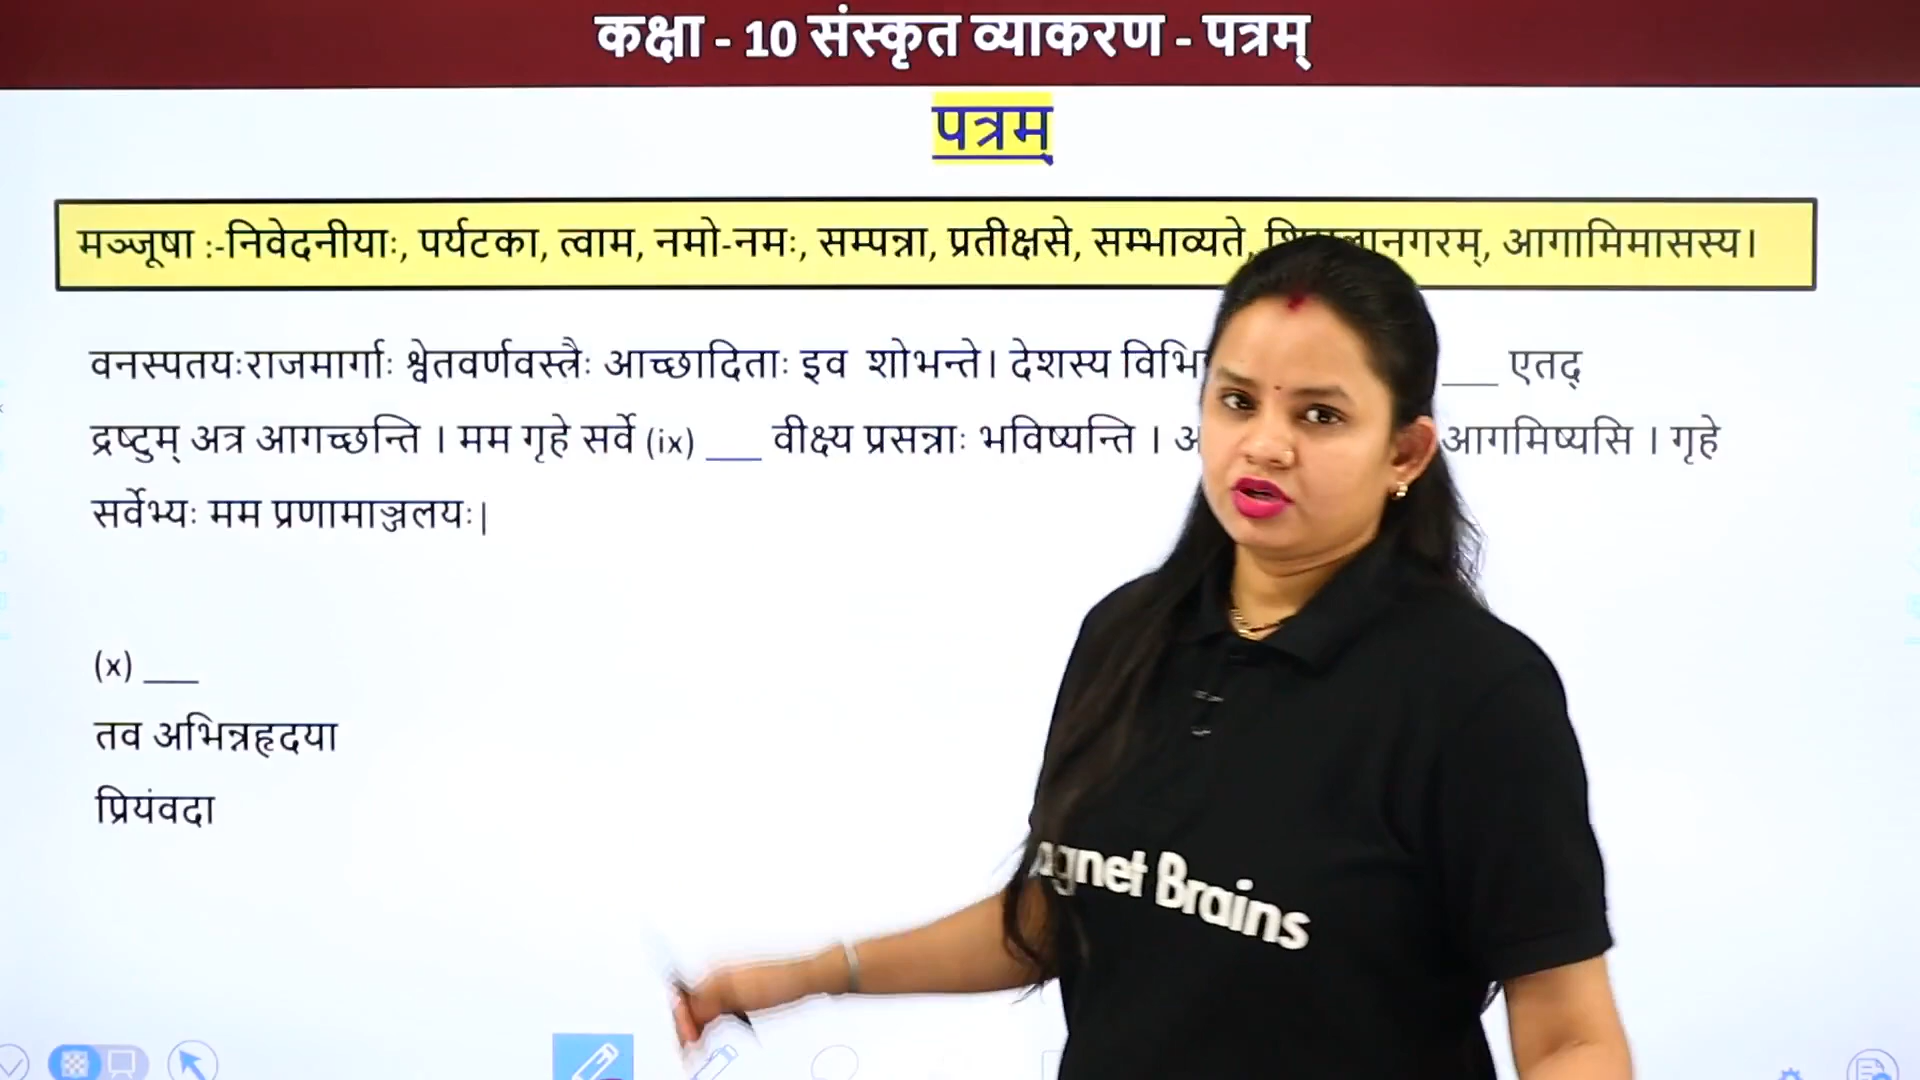 कक्षा - 10 संस्कृत व्याकरण - पत्रम्
पत्रम्
मञ्जूषा :-निवेदनीयाः, पर्यटका, त्वाम, नमो-नमः, सम्पन्ना, प्रतीक्षसे, सम्भाव्यते, आगामिमासस्य।
वनस्पतयःराजमार्गाः श्वेतवर्णवस्त्रैः आच्छादिताः इव शोभन्ते। देशस्य ___ एतद्
द्रष्टुम् अत्र आगच्छन्ति । मम गृहे सर्वे (ix) ___ वीक्ष्य प्रसन्नाः भविष्यन्ति । आगमिष्यसि । गृहे
सर्वेभ्यः मम प्रणामाञ्जलयः|
(x) ___
तव अभिन्नहृदया
प्रियंवदा
Brains